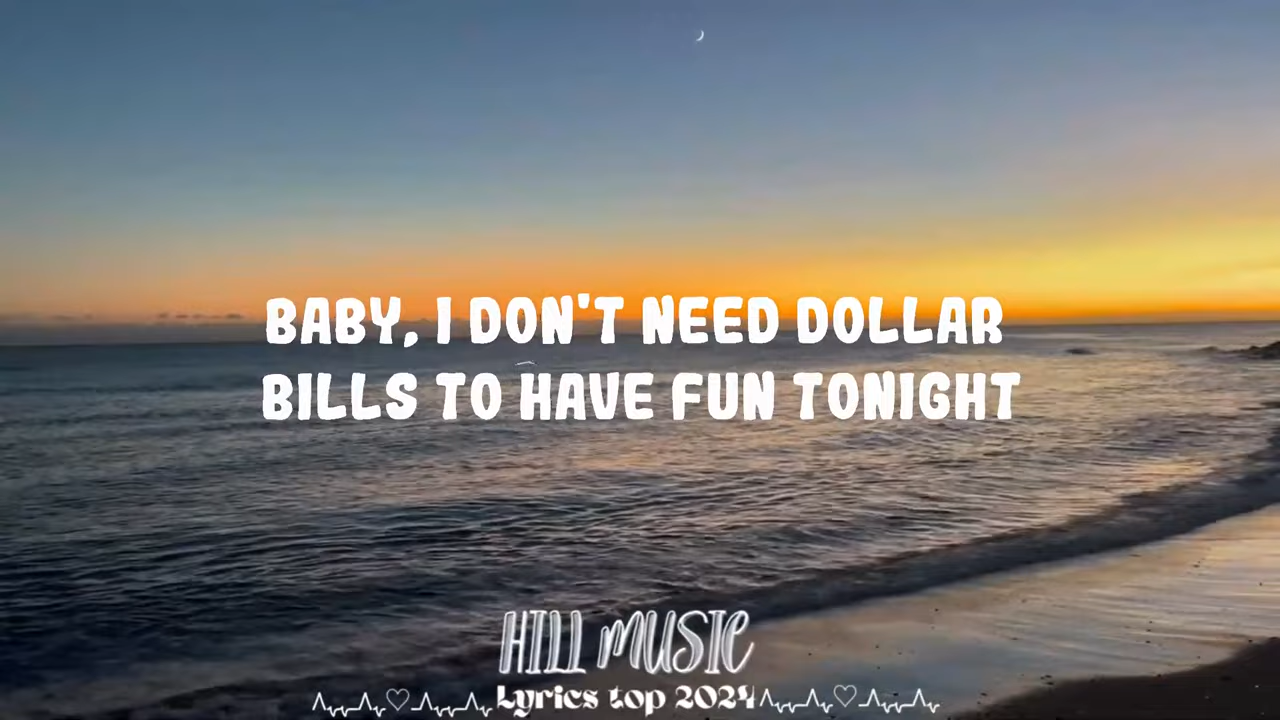 BABY, I DON'T NEED DOLLAR
BILLS TO HAVE FUN TONIGHT
HILL MUSIC
Lyrics top 2024